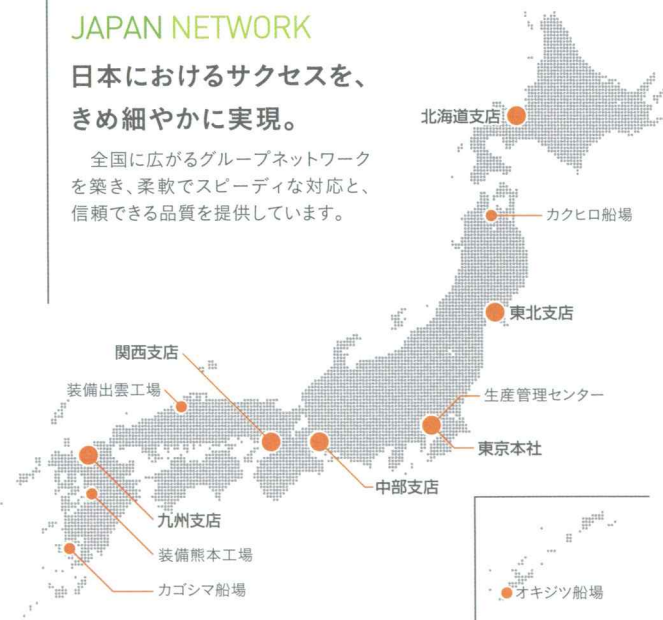 JAPAN NETWORK
日本におけるサクセスを、
きめ細やかに実現。
全国に広がるグループネットワーク
を築き、柔軟でスピーディな対応と、
信頼できる品質を提供しています。
北海道支店
カクヒロ船場
東北支店
関西支店
装備出雲工場
生産管理センター
東京本社
中部支店
九州支店
装備熊本工場
カゴシマ船場
オキジツ船場